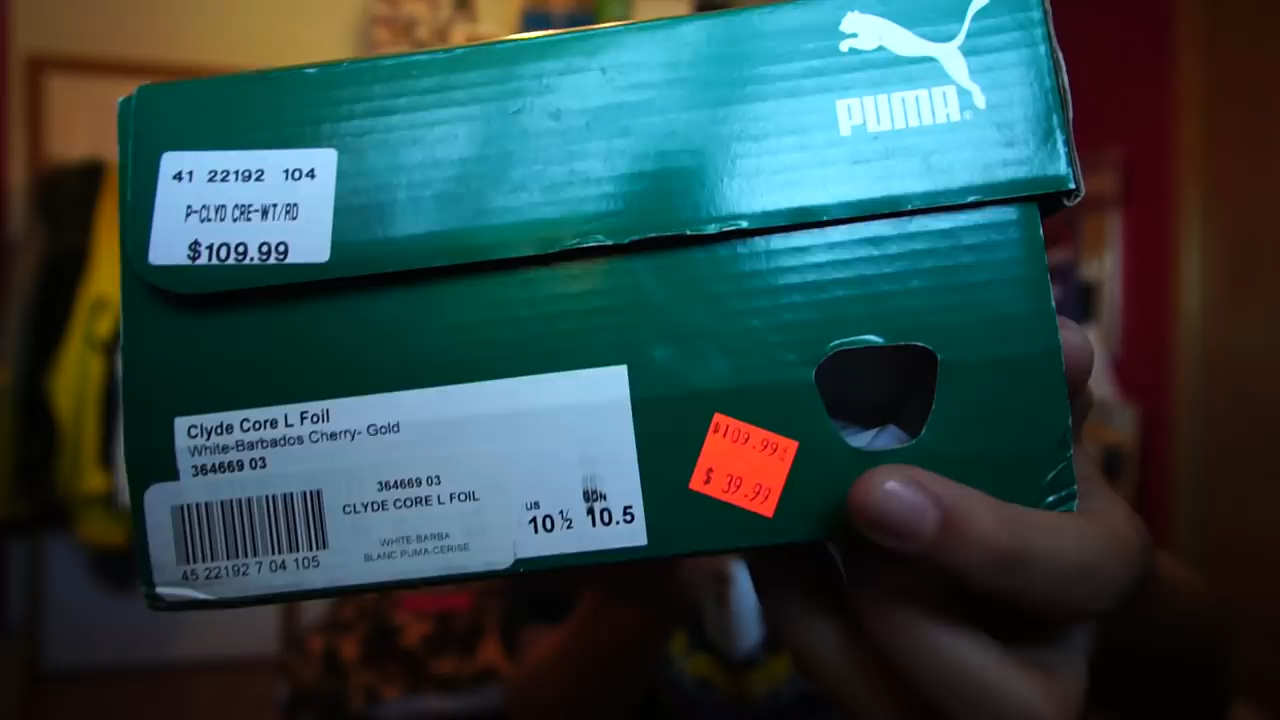 PUMA®
41 22192 104
P-CLYD CRE-WT/RD
$109.99
Clyde Core L Foil
White-Barbados Cherry- Gold
364669 03
364669 03
CLYDE CORE L FOIL
WHITE-BARBA
BLANC PUMA-CERISE
45 22192 7 04 105
US
10½ 10.5
$109.99
$ 39.99